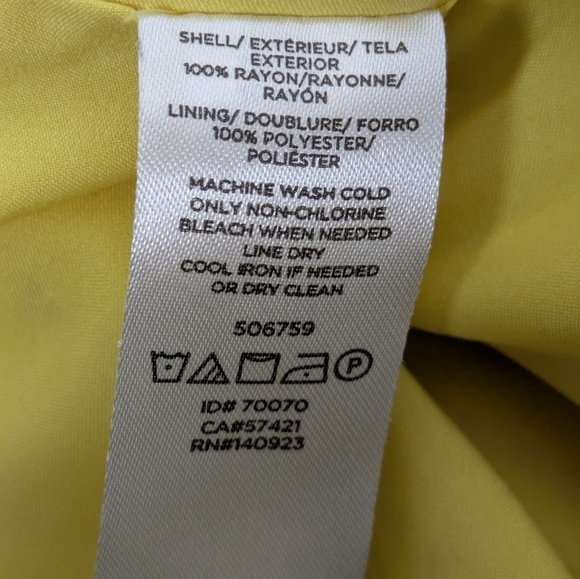 SHELL/ EXTÉRIEUR/ TELA
EXTERIOR
100% RAYON/RAYONNE/
RAYÓN
LINING/ DOUBLURE/ FORRO
100% POLYESTER/
POLIÉSTER
MACHINE WASH COLD
ONLY NON-CHLORINE
BLEACH WHEN NEEDED
LINE DRY
COOL IRON IF NEEDED
OR DRY CLEAN
506759
P
ID# 70070
CA#57421
RN#140923